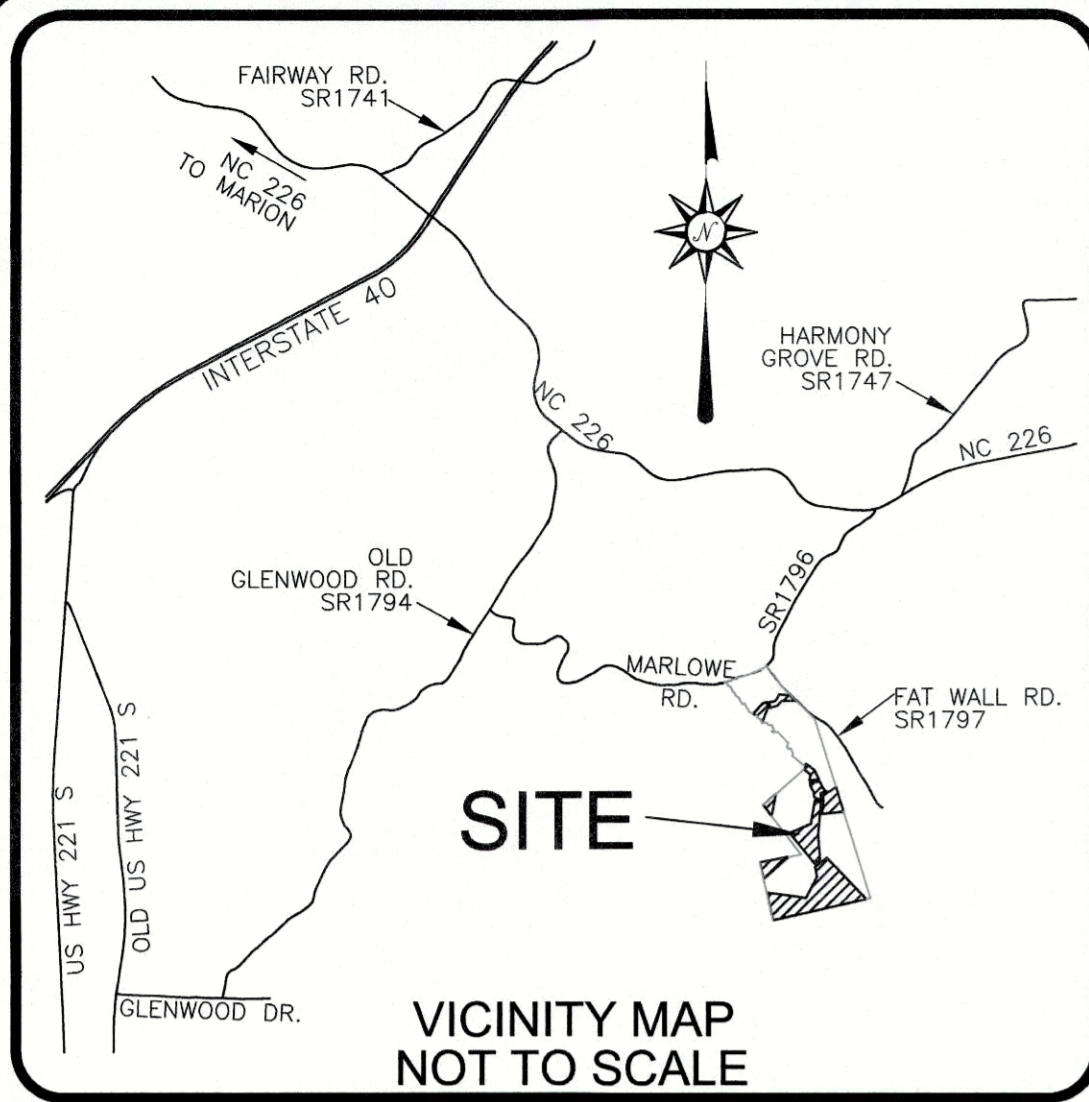 FAIRWAY RD.
SR1741
NC 226
TO MARION
N
INTERSTATE 40
HARMONY
GROVE RD.
SR1747
NC 226
NC 226
OLD
GLENWOOD RD.
SR1794
SR1796
MARLOWE
RD.
FAT WALL RD.
SR1797
SITE
US HWY 221 S
OLD US HWY 221 S
GLENWOOD DR.
VICINITY MAP
NOT TO SCALE